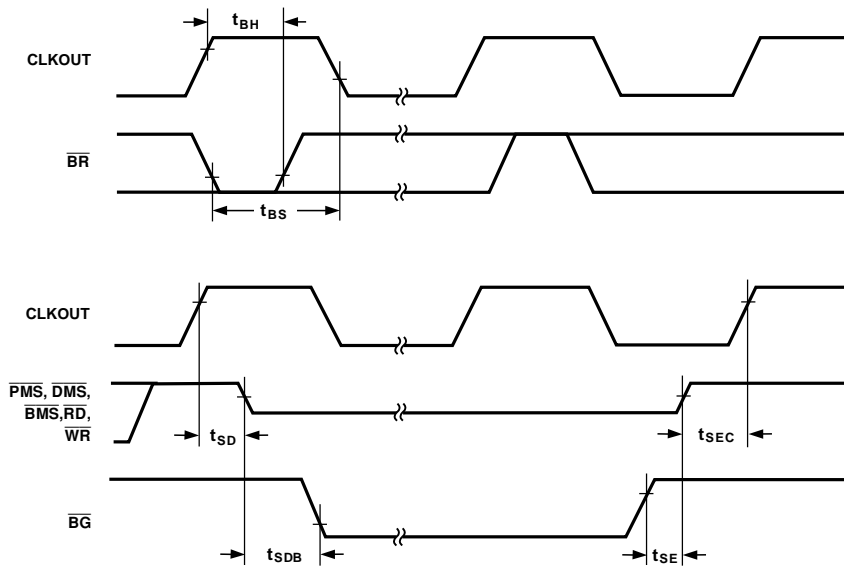 tBH
CLKOUT
BR
tBS
CLKOUT
PMS, DMS,
BMS,RD,
WR
tSD
tSEC
BG
tSDB
tSE